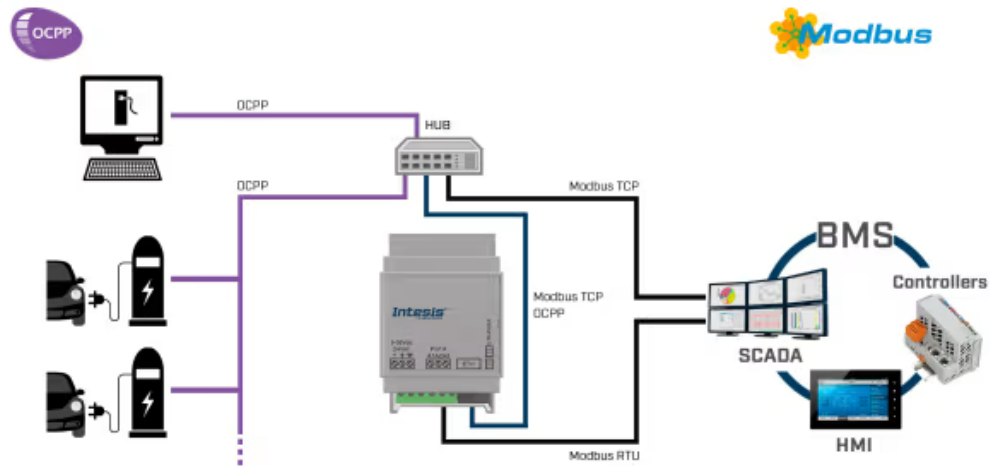 OCPP
Modbus
OCPP
HUB
OCPP
Modbus TCP
BMS
Controllers
Modbus TCP
OCPP
Intesis
SCADA
HMI
Modbus RTU